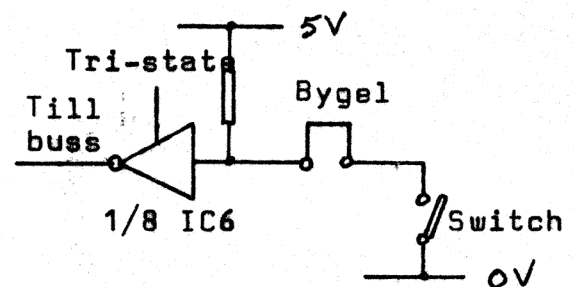 5V
Tri-state
Till
buss
Bygel
1/8 IC6
Switch
0V